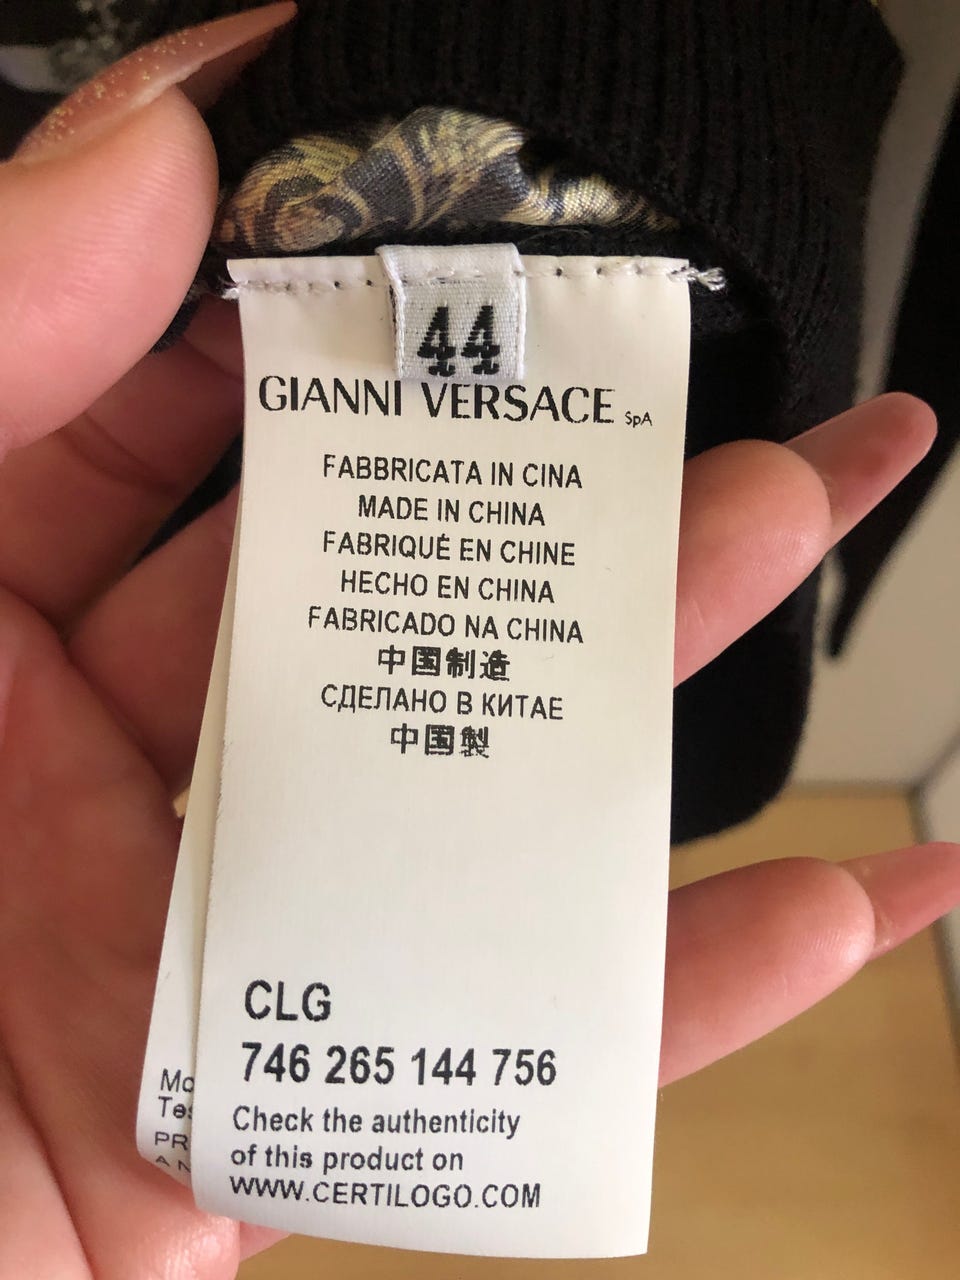 44
GIANNI VERSACE SpA
FABBRICATA IN CINA
MADE IN CHINA
FABRIQUÉ EN CHINE
HECHO EN CHINA
FABRICADO NA CHINA
中国制造
СДЕЛАНО В КИТАЕ
中国製
CLG
746 265 144 756
Check the authenticity
of this product on
WWW.CERTILOGO.COM